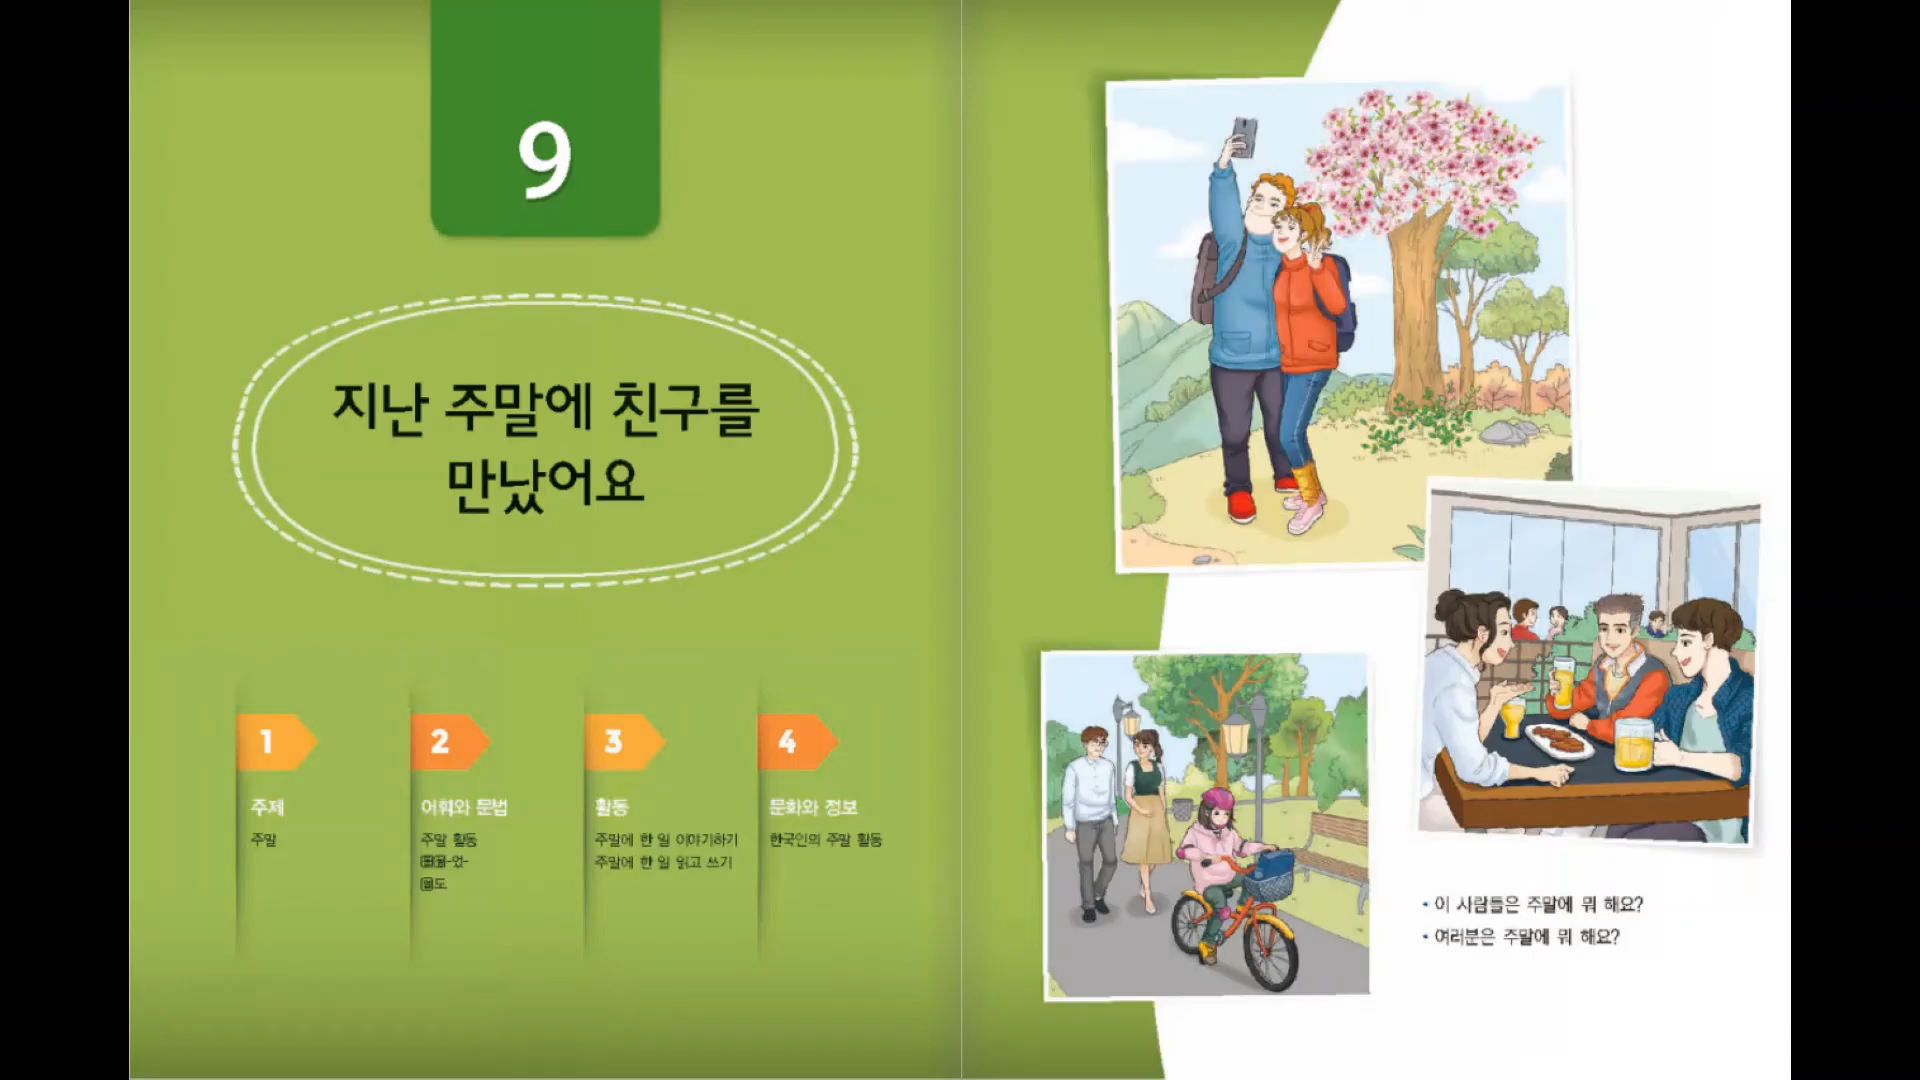 9
지난 주말에 친구를
만났어요
1
주제
주말
2
어휘와 문법
주말 활동
-었-
도
3
활동
주말에 한 일 이야기하기
주말에 한 일 읽고 쓰기
4
문화와 정보
한국인의 주말 활동
• 이 사람들은 주말에 뭐 해요?
• 여러분은 주말에 뭐 해요?